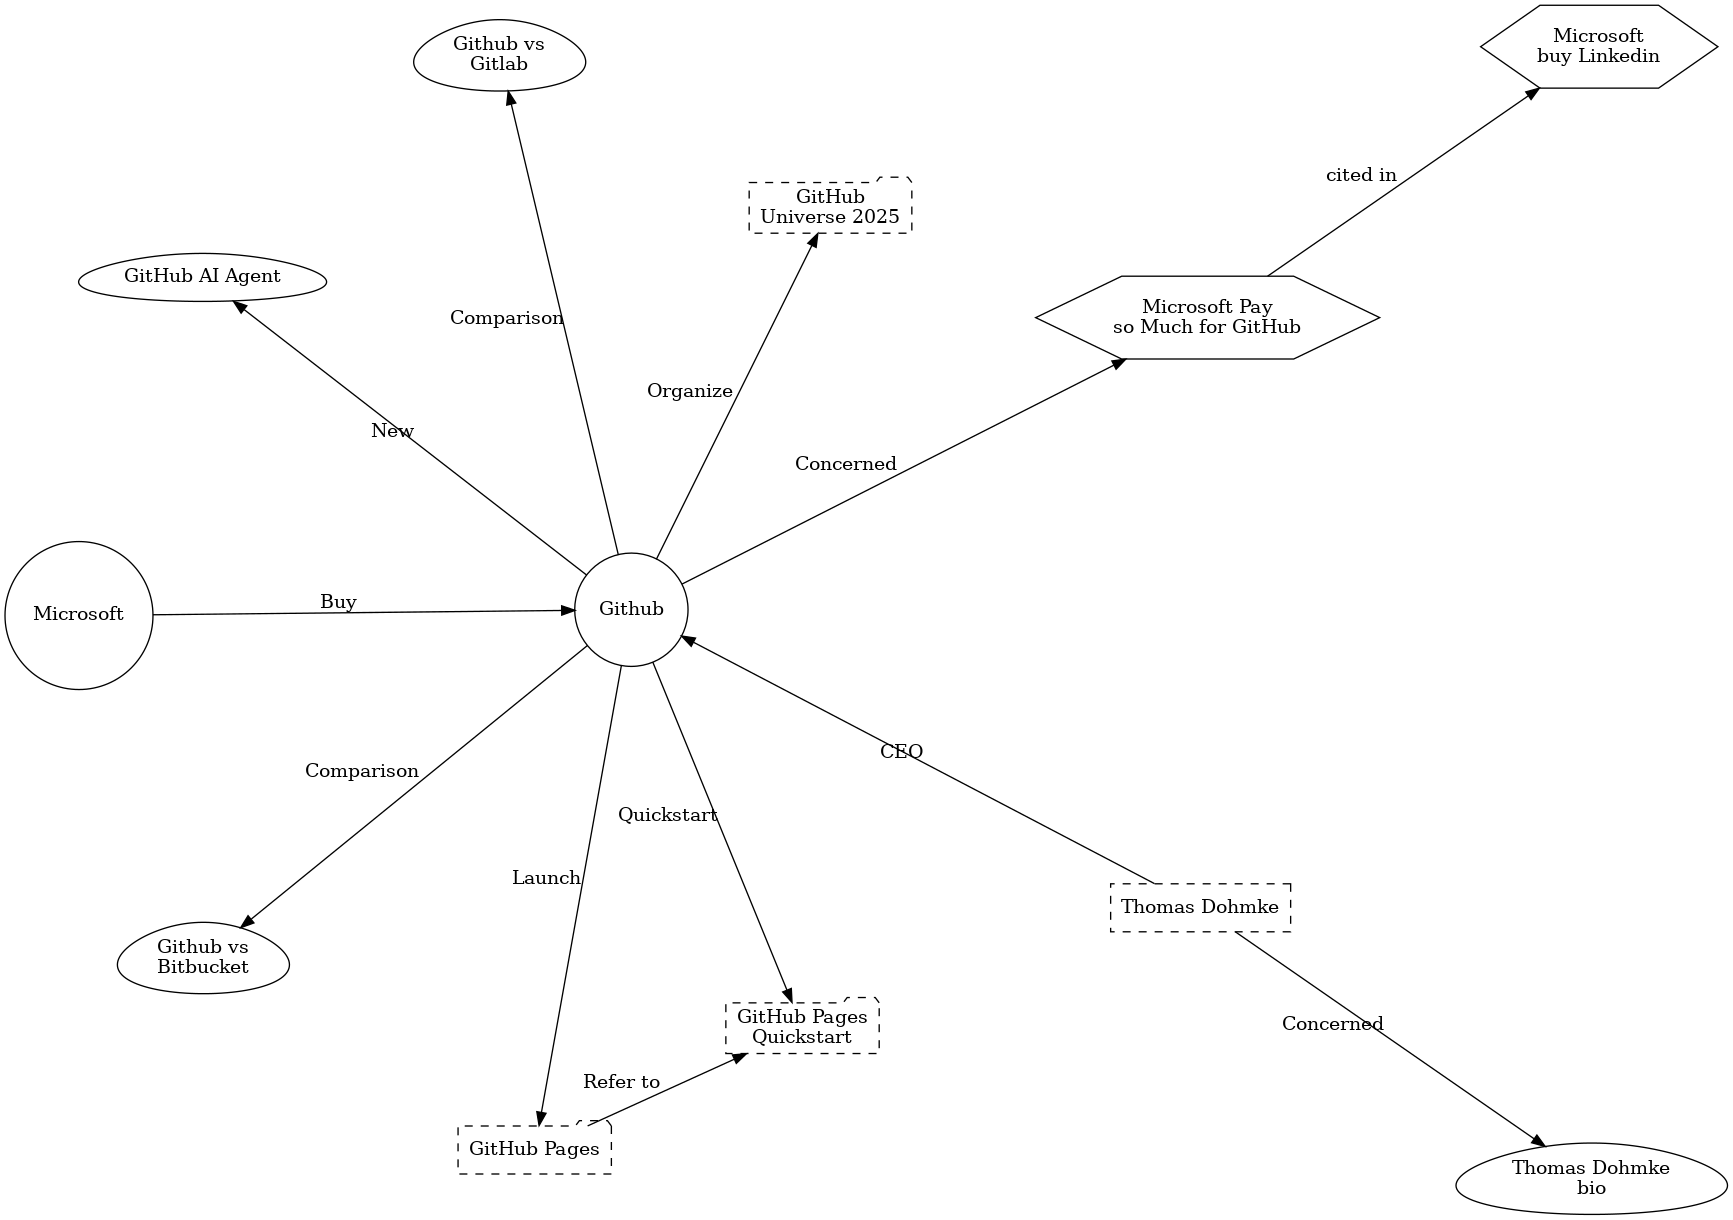 Microsoft
buy Linkedin
Github vs
Gitlab
cited in
GitHub
Universe 2025
GitHub AI Agent
Microsoft Pay
so Much for GitHub
Comparison
Organize
New
Concerned
Buy
Microsoft
Github
CEO
Comparison
Quickstart
Launch
Thomas Dohmke
Github vs
Bitbucket
GitHub Pages
Quickstart
Concerned
Refer to
GitHub Pages
Thomas Dohmke
bio